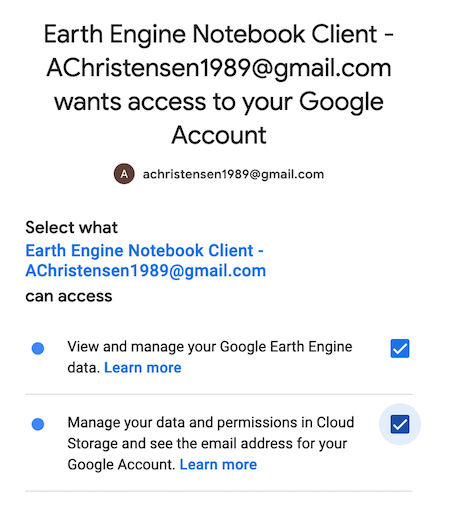 Earth Engine Notebook Client -
AChristensen1989@gmail.com
wants access to your Google
Account
A achristensen1989@gmail.com
Select what
Earth Engine Notebook Client -
AChristensen1989@gmail.com
can access
View and manage your Google Earth Engine
data. Learn more
Manage your data and permissions in Cloud
Storage and see the email address for your
Google Account. Learn more